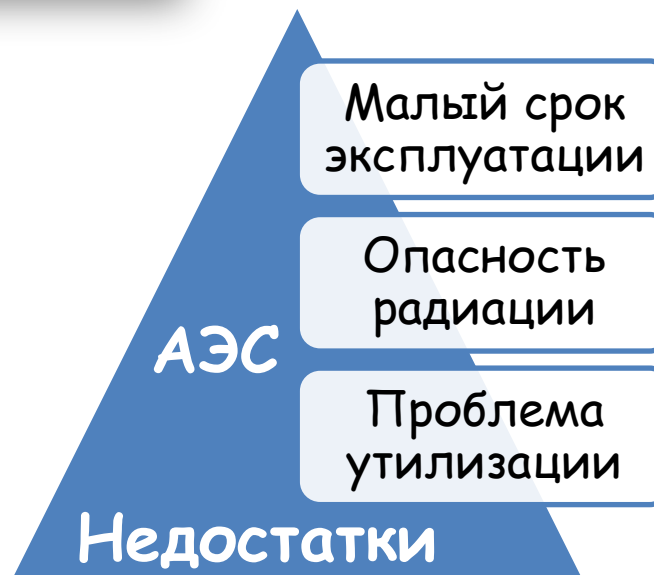 Малый срок
эксплуатации
Опасность
радиации
АЭС
Проблема
утилизации
Недостатки